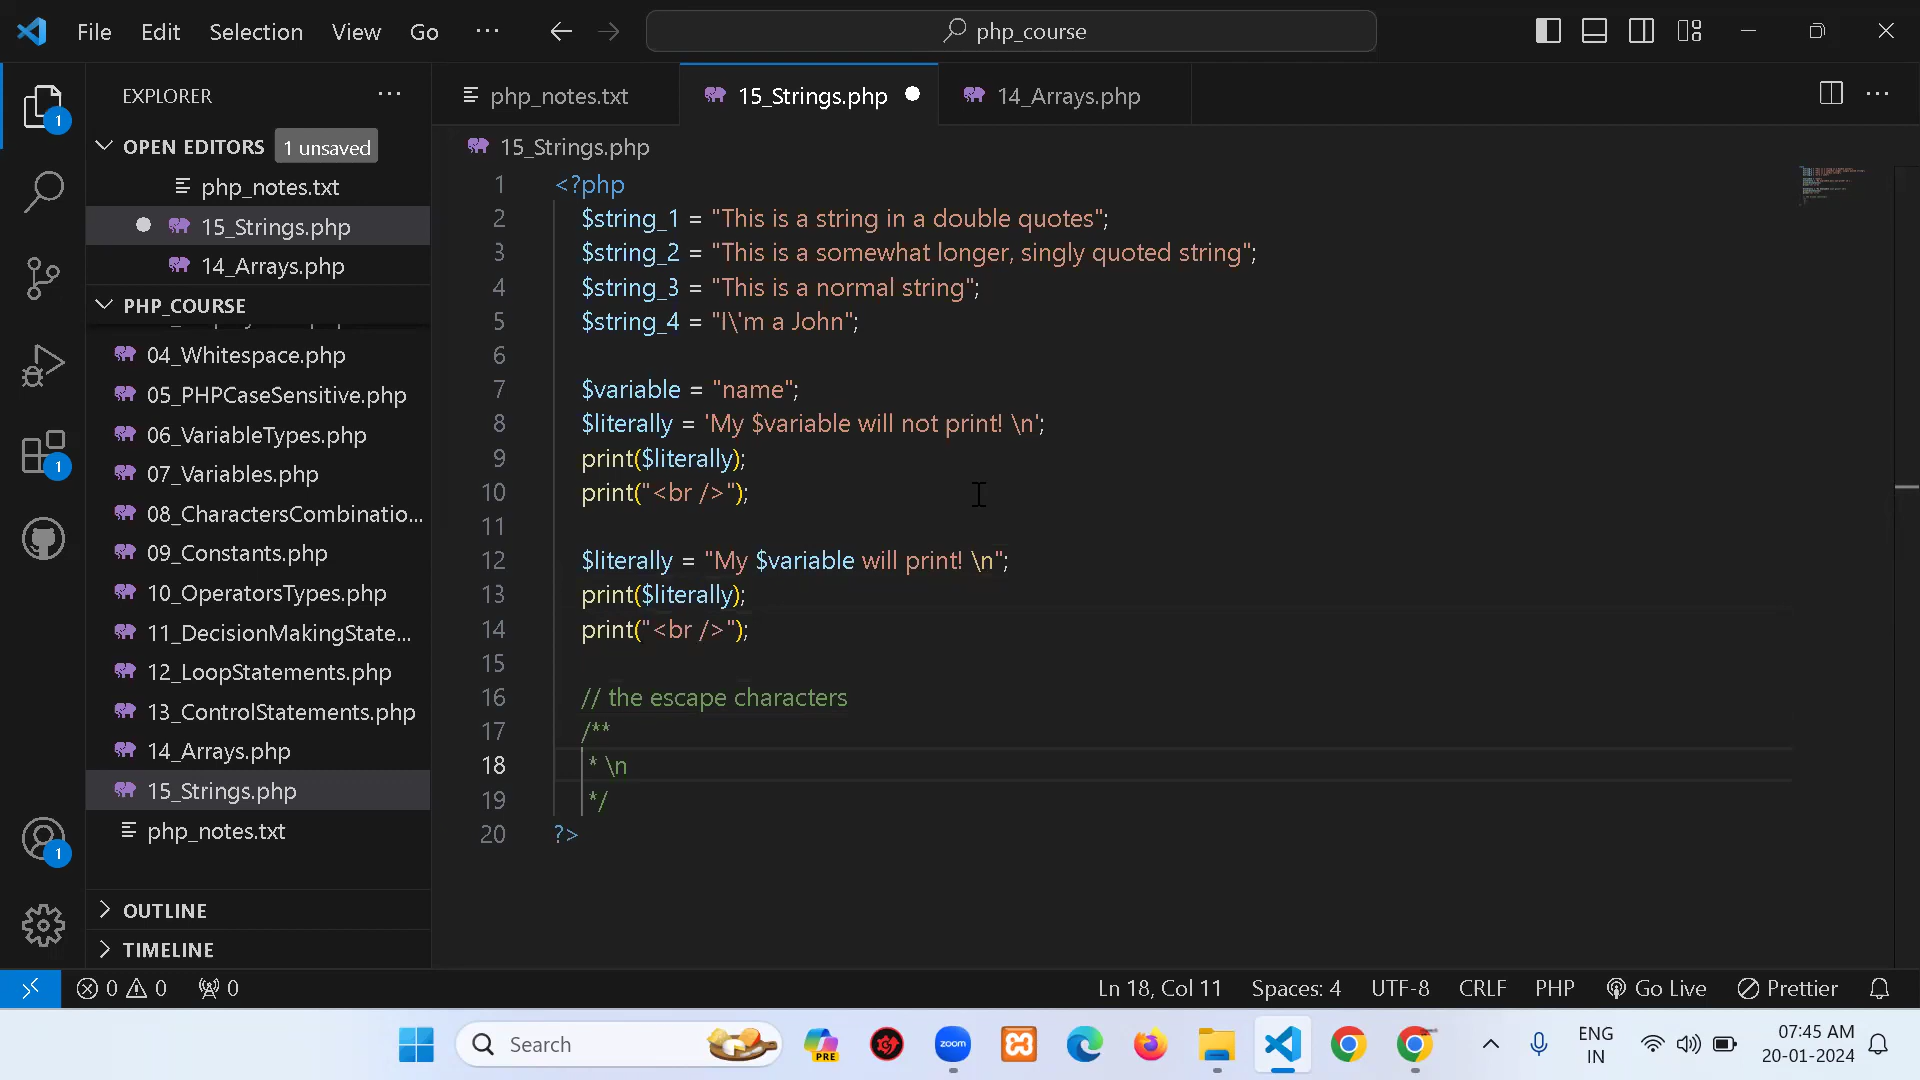 File Edit Selection View Go ··· php_course
EXPLORER ···
OPEN EDITORS 1 unsaved
php_notes.txt
15_Strings.php
14_Arrays.php
PHP_COURSE
04_Whitespace.php
05_PHPCaseSensitive.php
06_VariableTypes.php
07_Variables.php
08_CharactersCombinatio...
09_Constants.php
10_OperatorsTypes.php
11_DecisionMakingState...
12_LoopStatements.php
13_ControlStatements.php
14_Arrays.php
15_Strings.php
php_notes.txt
OUTLINE
TIMELINE
1
1
1
php_notes.txt 15_Strings.php 14_Arrays.php
15_Strings.php
1 <?php
2 $string_1 = "This is a string in a double quotes";
3 $string_2 = "This is a somewhat longer, singly quoted string";
4 $string_3 = "This is a normal string";
5 $string_4 = "I\'m a John";
6
7 $variable = "name";
8 $literally = 'My $variable will not print! \n';
9 print($literally);
10 print("<br />");
11
12 $literally = "My $variable will print! \n";
13 print($literally);
14 print("<br />");
15
16 // the escape characters
17 /**
18 * \n
19 */
20 ?>
0 0 0 Ln 18, Col 11 Spaces: 4 UTF-8 CRLF PHP Go Live Prettier
Search PRE zoom ENG IN 07:45 AM 20-01-2024